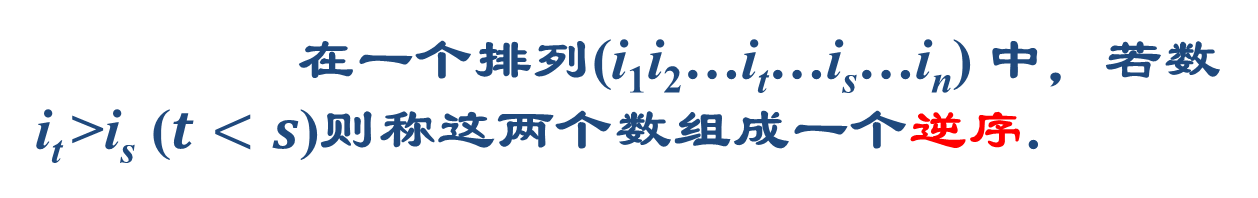 在一个排列(i₁i₂…iₜ…iₛ…iₙ) 中，若数
iₜ>iₛ (t < s)则称这两个数组成一个逆序.